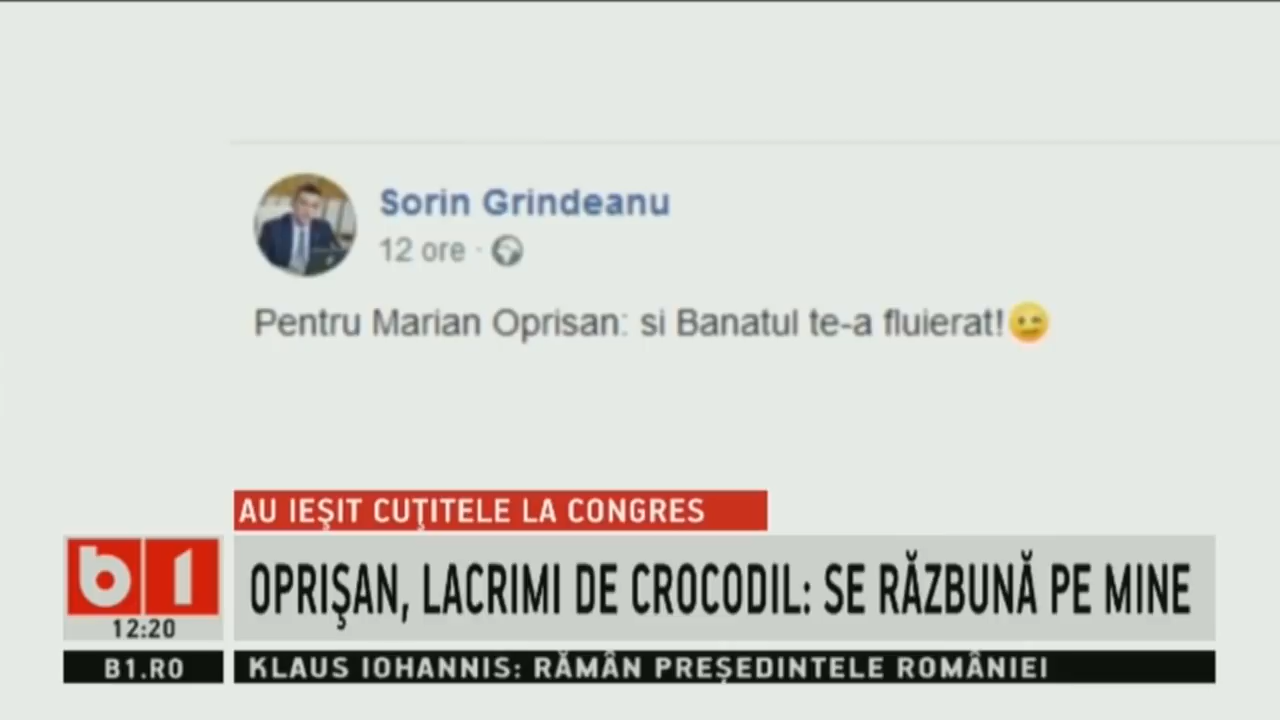 Sorin Grindeanu
12 ore ·
Pentru Marian Oprisan: si Banatul te-a fluierat!😉
AU IEŞIT CUŢITELE LA CONGRES
b1
OPRIŞAN, LACRIMI DE CROCODIL: SE RĂZBUNĂ PE MINE
12:20
B1.RO
KLAUS IOHANNIS: RĂMÂN PREŞEDINTELE ROMÂNIEI